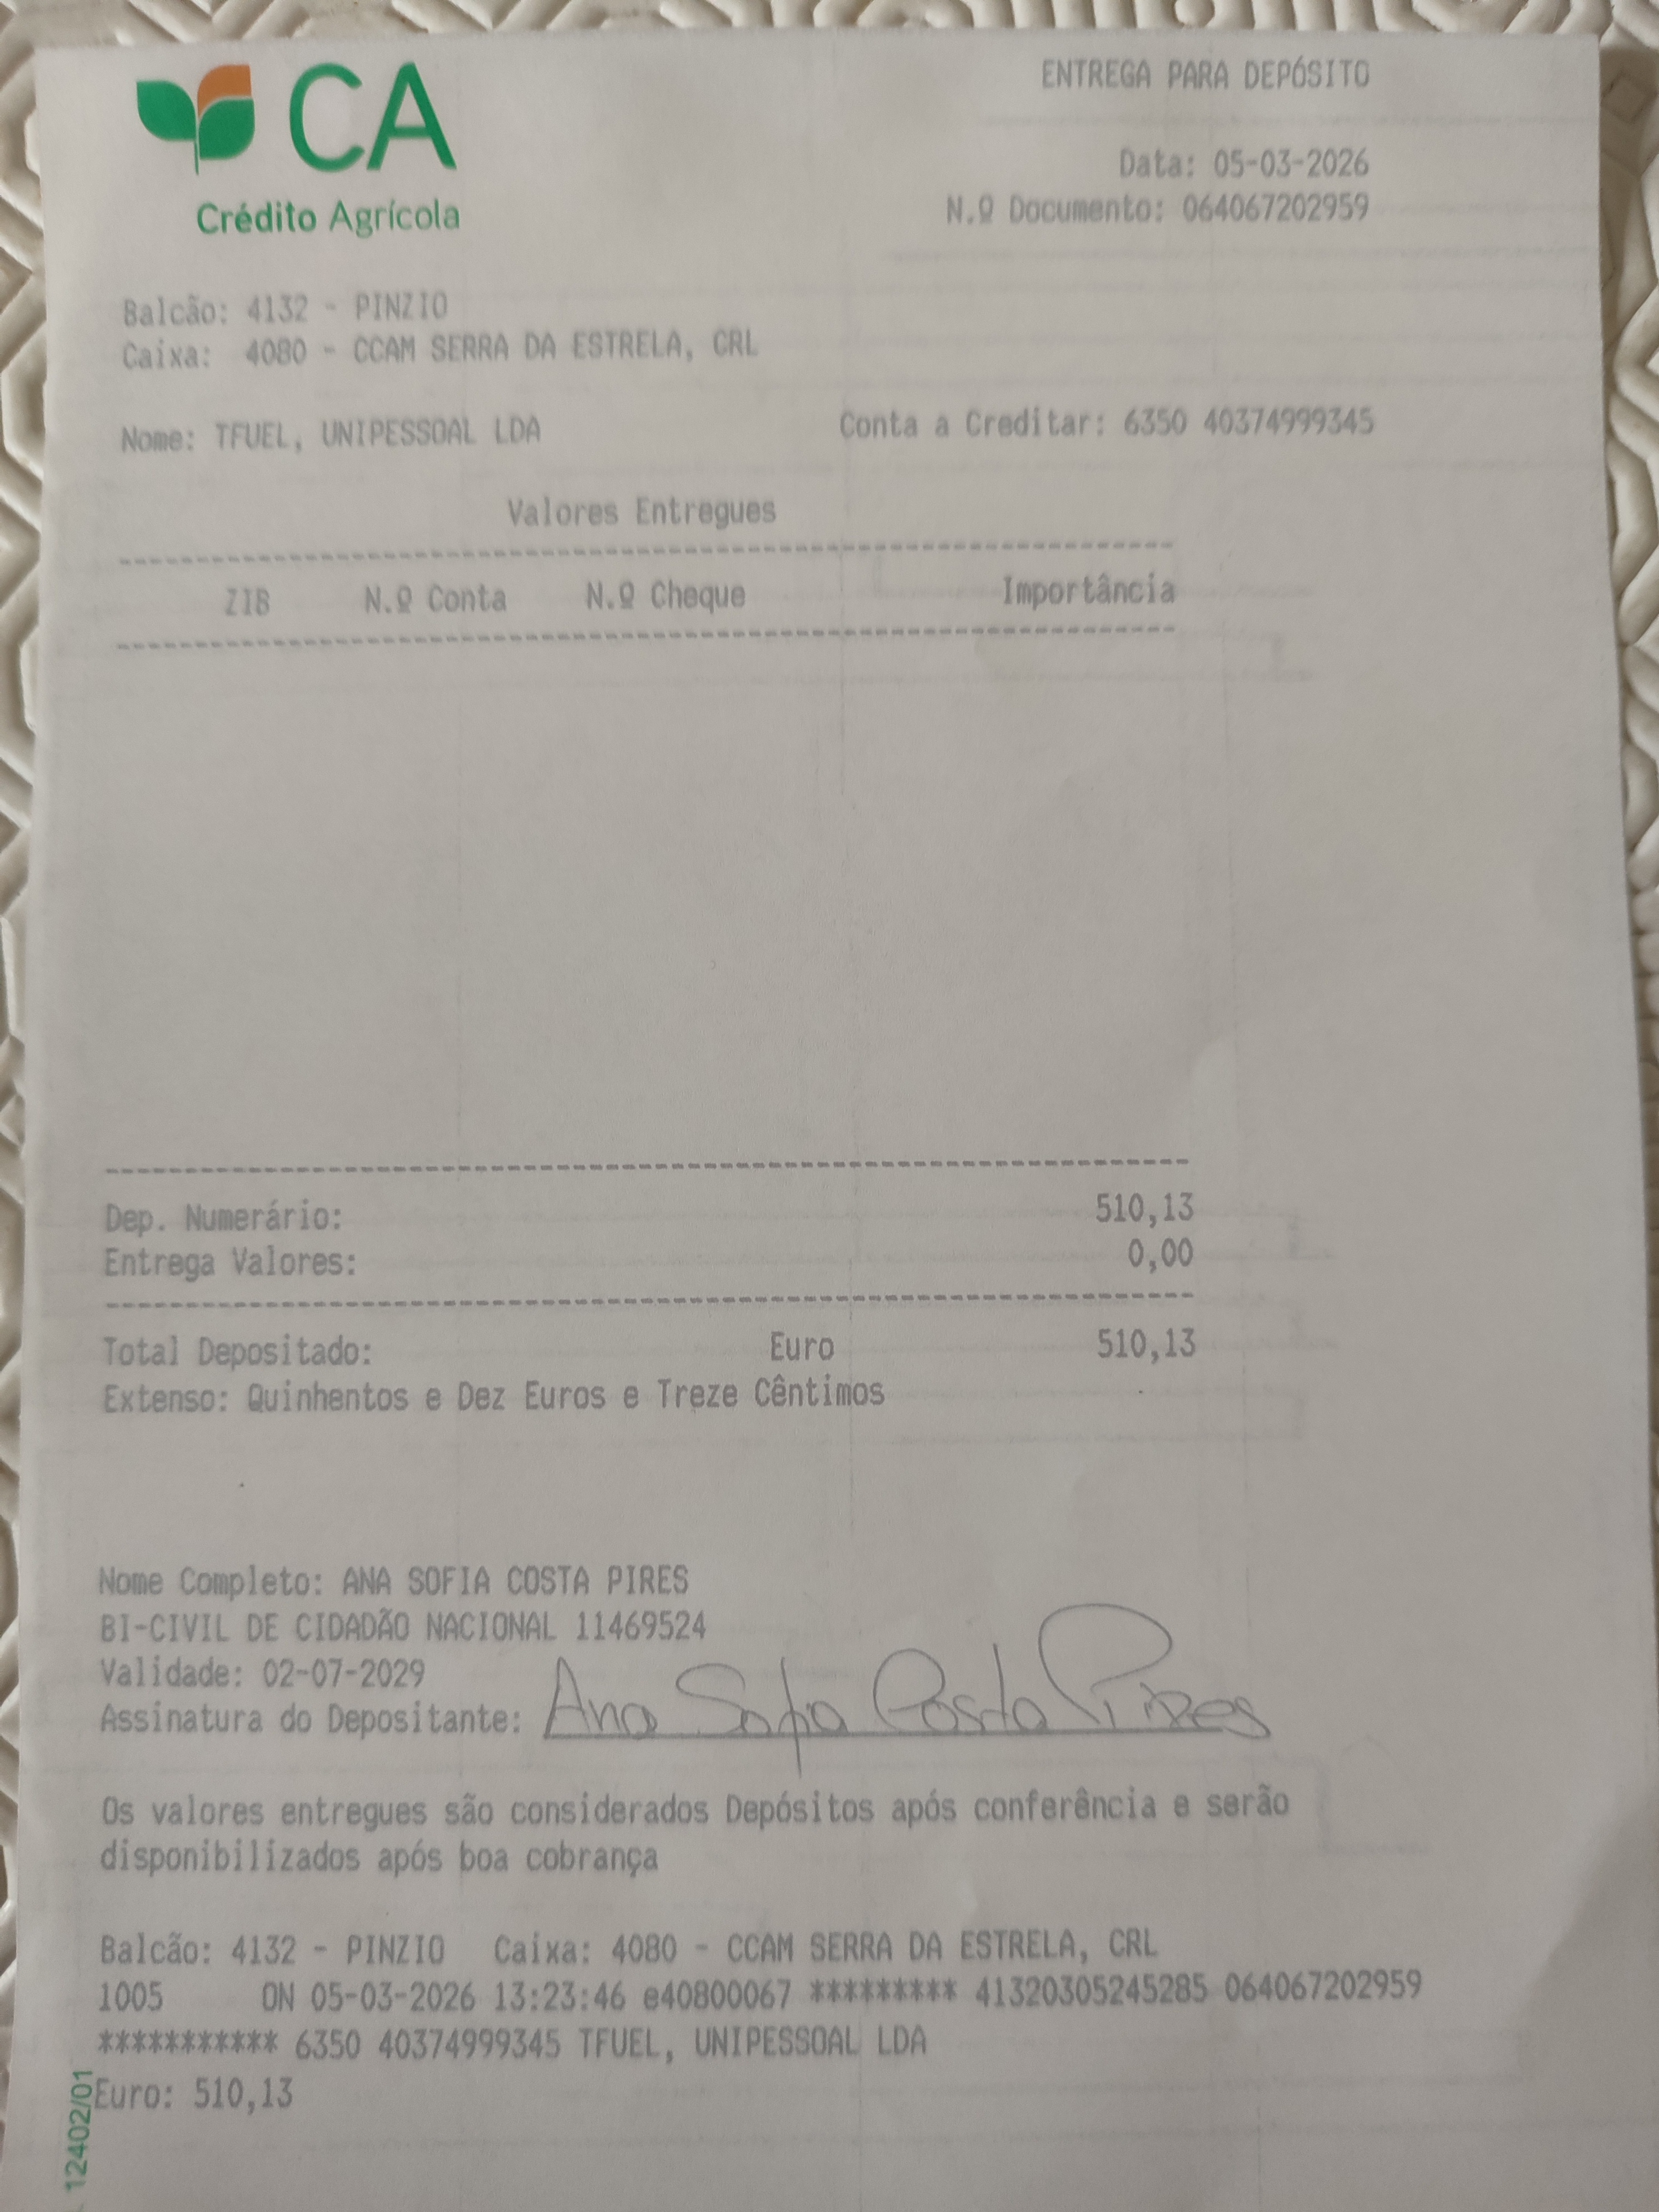 CA
Crédito Agrícola
ENTREGA PARA DEPÓSITO
Data: 05-03-2026
N.º Documento: 064067202959
Balcão: 4132 - PINZIO
Caixa: 4080 - CCAM SERRA DA ESTRELA, CRL
Nome: TFUEL, UNIPESSOAL LDA Conta a Creditar: 6350 40374999345
Valores Entregues
ZIB N.º Conta N.º Cheque Importância
Dep. Numerário: 510,13
Entrega Valores: 0,00
Total Depositado: Euro 510,13
Extenso: Quinhentos e Dez Euros e Treze Cêntimos
Nome Completo: ANA SOFIA COSTA PIRES
BI-CIVIL DE CIDADÃO NACIONAL 11469524
Validade: 02-07-2029
Assinatura do Depositante: Ana Sofia Costa Pires
Os valores entregues são considerados Depósitos após conferência e serão
disponibilizados após boa cobrança
Balcão: 4132 - PINZIO Caixa: 4080 - CCAM SERRA DA ESTRELA, CRL
1005 ON 05-03-2026 13:23:46 e40800067 ********* 41320305245285 064067202959
*********** 6350 40374999345 TFUEL, UNIPESSOAL LDA
Euro: 510,13
12402/01